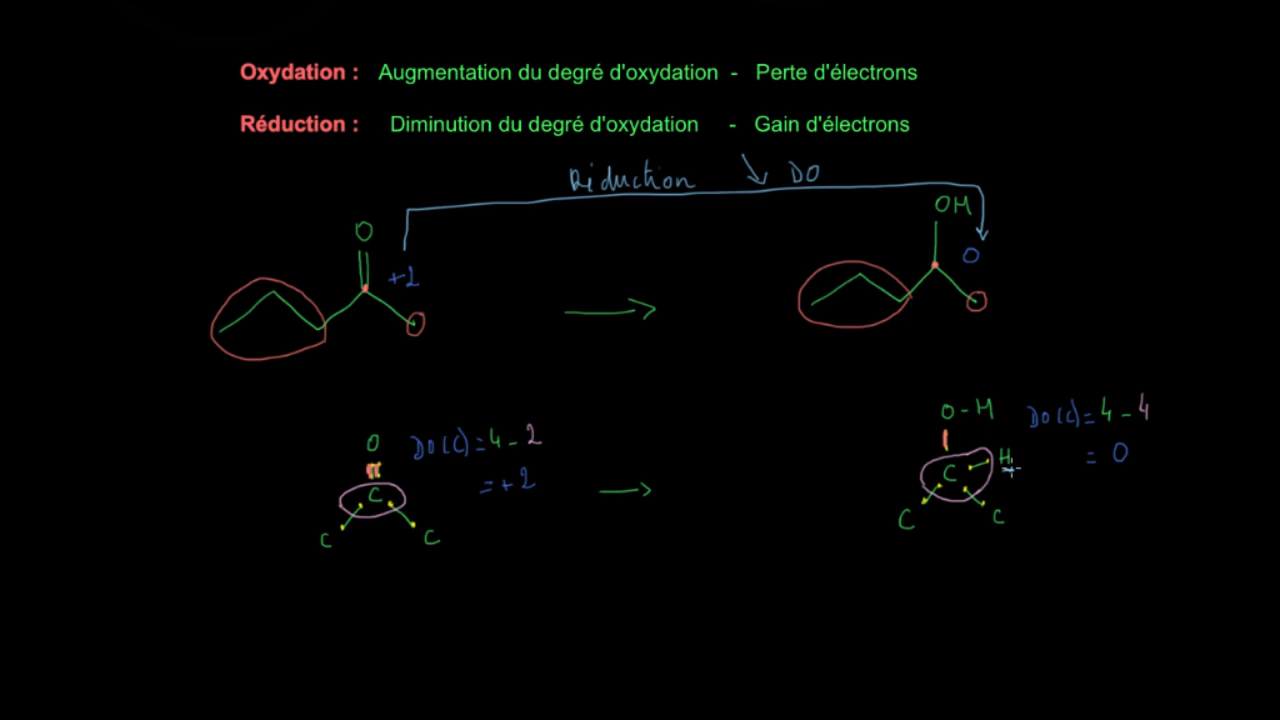 Oxydation : Augmentation du degré d'oxydation - Perte d'électrons
Réduction : Diminution du degré d'oxydation - Gain d'électrons
Réduction ↘ DO
OH
O
+2
O
O
O
O-H
DO(C)=4-4
O
DO(C)=4-2
C
H
= 0
C
=+2
C
C
C
C